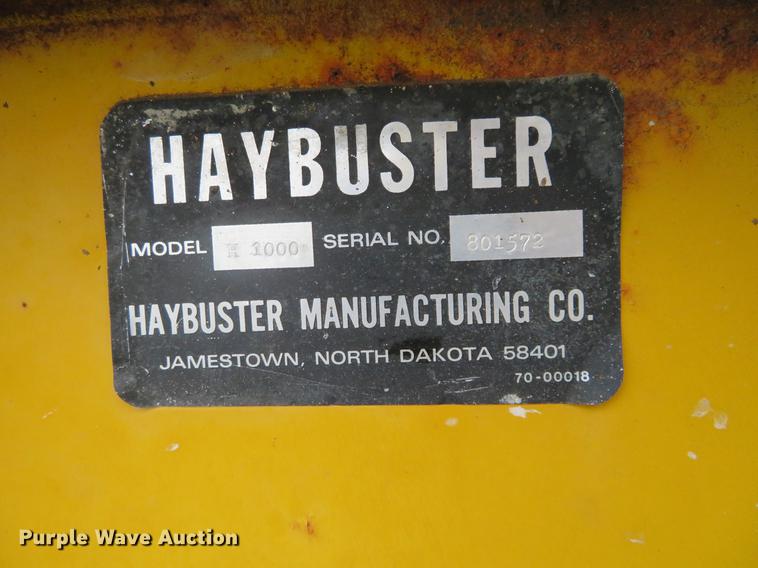 HAYBUSTER
MODEL H 1000 SERIAL NO. 801572
HAYBUSTER MANUFACTURING CO.
JAMESTOWN, NORTH DAKOTA 58401
70-00018
Purple Wave Auction